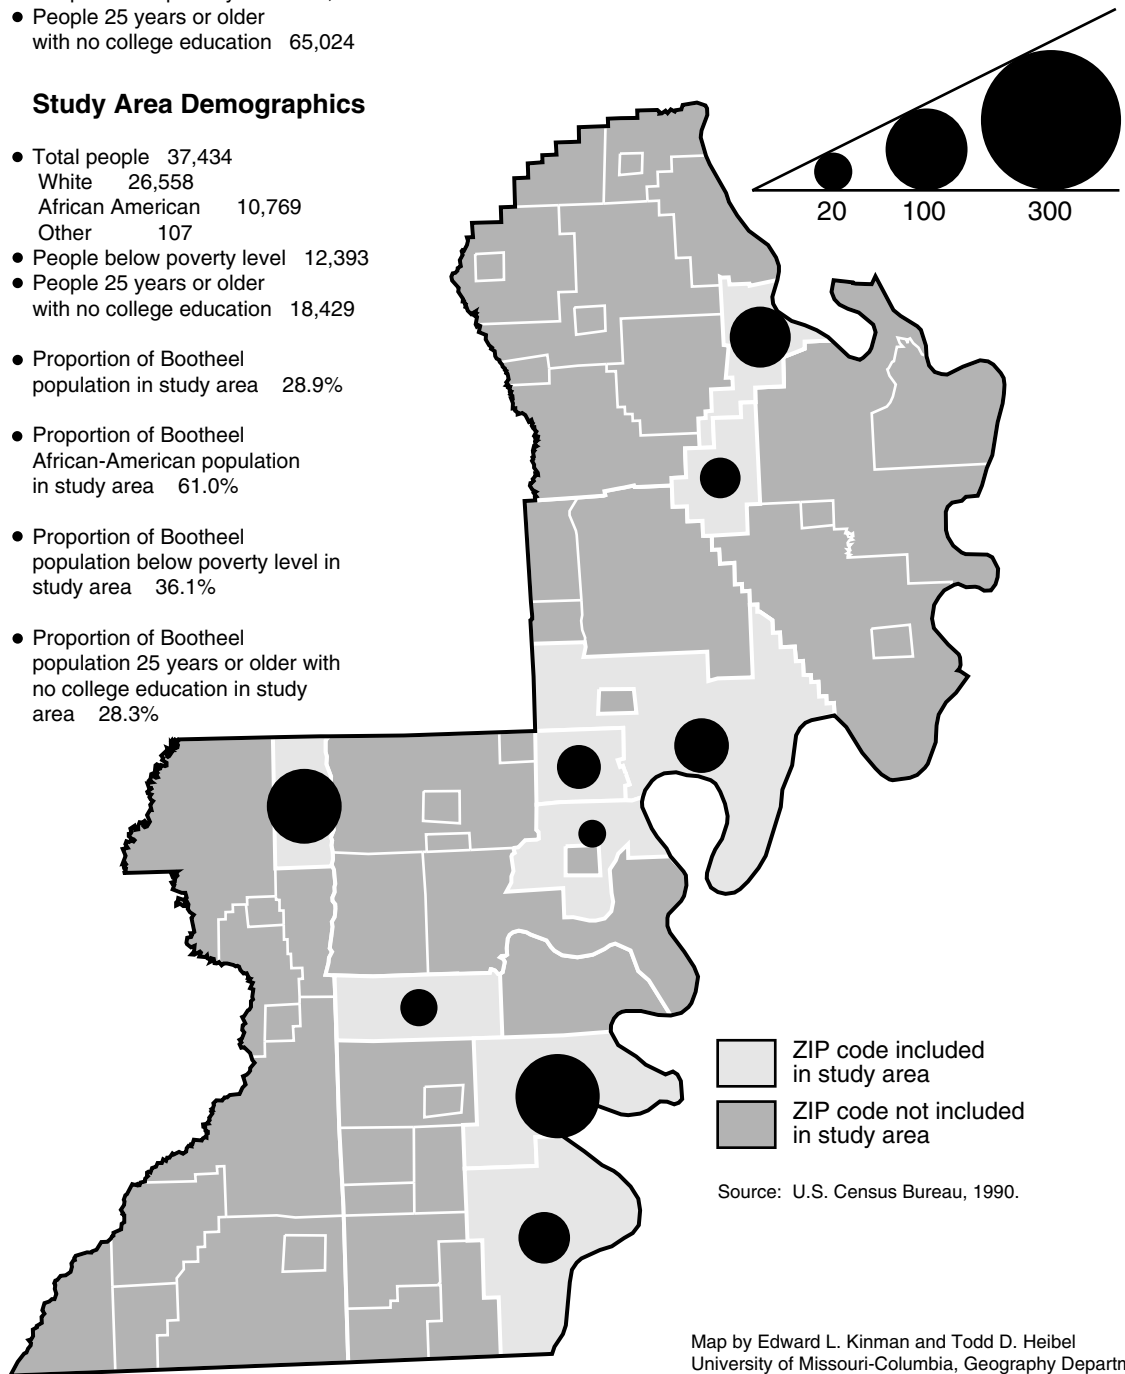 ● People 25 years or older
with no college education 65,024
Study Area Demographics
● Total people 37,434
White 26,558
African American 10,769
Other 107
● People below poverty level 12,393
● People 25 years or older
with no college education 18,429
● Proportion of Bootheel
population in study area 28.9%
● Proportion of Bootheel
African-American population
in study area 61.0%
● Proportion of Bootheel
population below poverty level in
study area 36.1%
● Proportion of Bootheel
population 25 years or older with
no college education in study
area 28.3%
20 100 300
ZIP code included
in study area
ZIP code not included
in study area
Source: U.S. Census Bureau, 1990.
Map by Edward L. Kinman and Todd D. Heibel
University of Missouri-Columbia, Geography